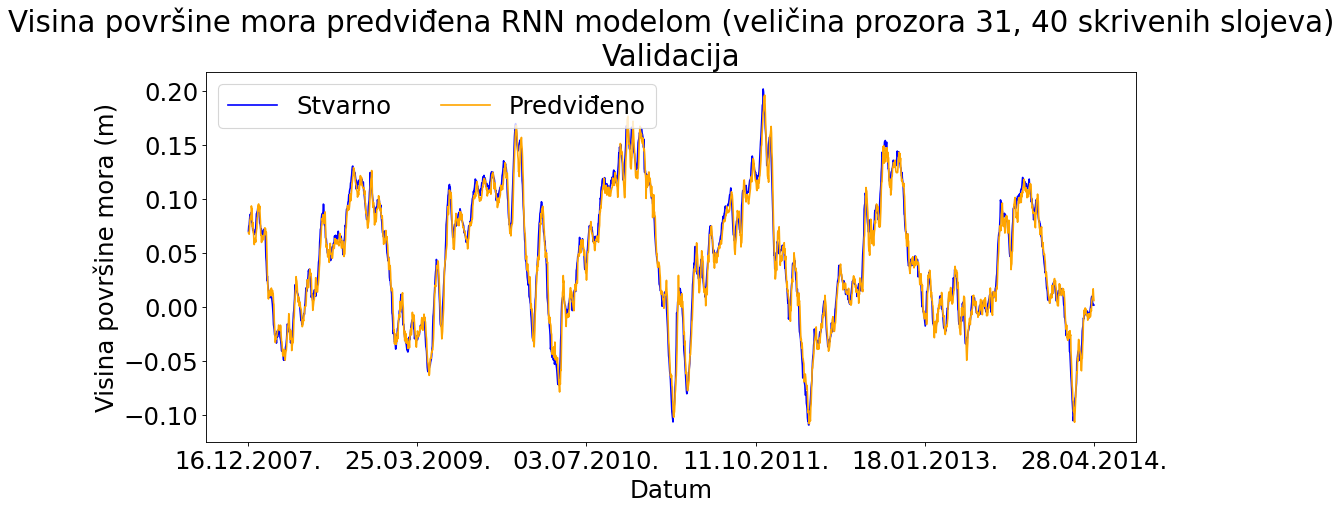 Visina površine mora predviđena RNN modelom (veličina prozora 31, 40 skrivenih slojeva)
Validacija
Stvarno
Predviđeno
Visina površine mora (m)
0.20
0.15
0.10
0.05
0.00
−0.05
−0.10
16.12.2007.
25.03.2009.
03.07.2010.
11.10.2011.
18.01.2013.
28.04.2014.
Datum